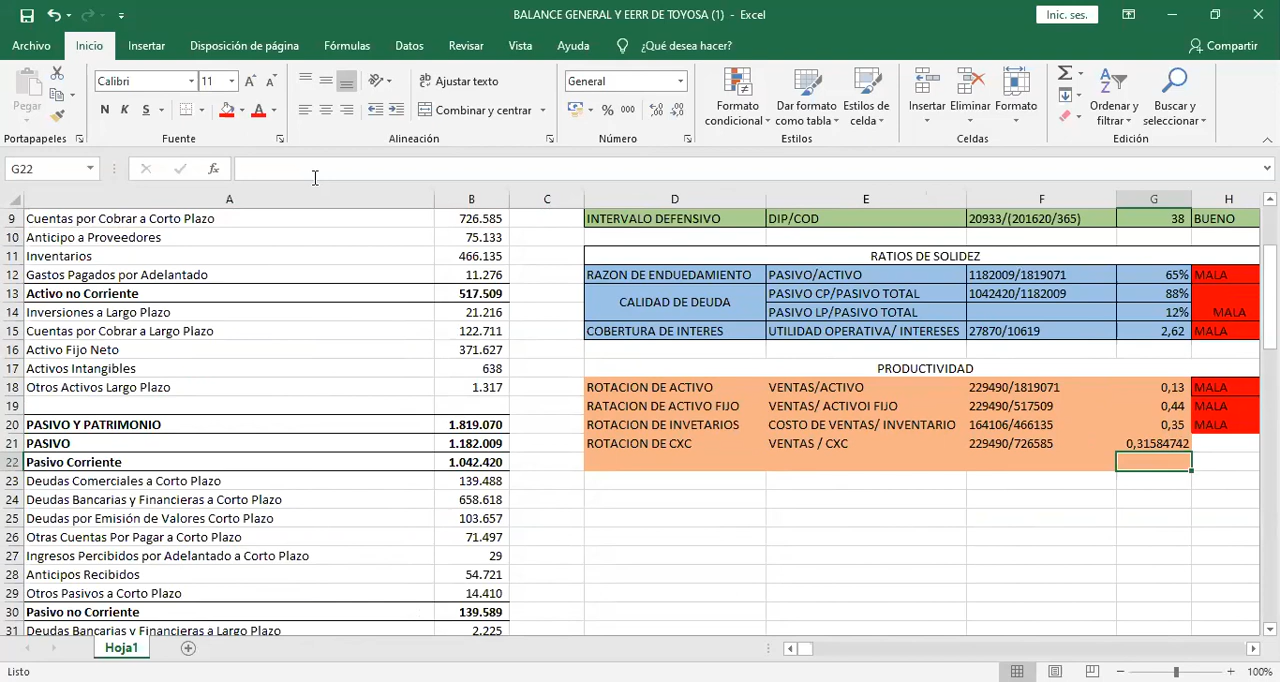 BALANCE GENERAL Y EERR DE TOYOSA (1) - Excel
Inic. ses.
Archivo Inicio Insertar Disposición de página Fórmulas Datos Revisar Vista Ayuda ¿Qué desea hacer? Compartir
Pegar
Calibri 11
N K S
Ajustar texto
Combinar y centrar
General
% 000
Formato condicional
Dar formato como tabla
Estilos de celda
Insertar
Eliminar
Formato
Ordenar y filtrar
Buscar y seleccionar
Portapapeles Fuente Alineación Número Estilos Celdas Edición
G22 fx
A B C D E F G H
9 Cuentas por Cobrar a Corto Plazo 726.585 INTERVALO DEFENSIVO DIP/COD 20933/(201620/365) 38 BUENO
10 Anticipo a Proveedores 75.133
11 Inventarios 466.135 RATIOS DE SOLIDEZ
12 Gastos Pagados por Adelantado 11.276 RAZON DE ENDUEDAMIENTO PASIVO/ACTIVO 1182009/1819071 65% MALA
13 Activo no Corriente 517.509 CALIDAD DE DEUDA PASIVO CP/PASIVO TOTAL 1042420/1182009 88%
14 Inversiones a Largo Plazo 21.216 PASIVO LP/PASIVO TOTAL 12% MALA
15 Cuentas por Cobrar a Largo Plazo 122.711 COBERTURA DE INTERES UTILIDAD OPERATIVA/ INTERESES 27870/10619 2,62 MALA
16 Activo Fijo Neto 371.627
17 Activos Intangibles 638 PRODUCTIVIDAD
18 Otros Activos Largo Plazo 1.317 ROTACION DE ACTIVO VENTAS/ACTIVO 229490/1819071 0,13 MALA
19 RATACION DE ACTIVO FIJO VENTAS/ ACTIVOI FIJO 229490/517509 0,44 MALA
20 PASIVO Y PATRIMONIO 1.819.070 ROTACION DE INVETARIOS COSTO DE VENTAS/ INVENTARIO 164106/466135 0,35 MALA
21 PASIVO 1.182.009 ROTACION DE CXC VENTAS / CXC 229490/726585 0,31584742
22 Pasivo Corriente 1.042.420
23 Deudas Comerciales a Corto Plazo 139.488
24 Deudas Bancarias y Financieras a Corto Plazo 658.618
25 Deudas por Emisión de Valores Corto Plazo 103.657
26 Otras Cuentas Por Pagar a Corto Plazo 71.497
27 Ingresos Percibidos por Adelantado a Corto Plazo 29
28 Anticipos Recibidos 54.721
29 Otros Pasivos a Corto Plazo 14.410
30 Pasivo no Corriente 139.589
31 Deudas Bancarias y Financieras a Largo Plazo 2.225
Hoja1
Listo 100%